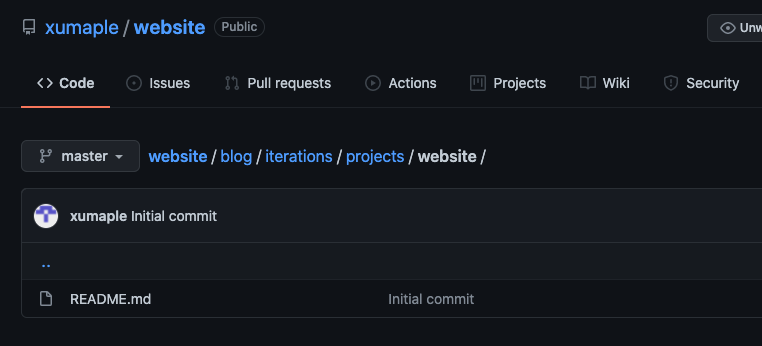 xumaple / website Public
Unw
Code Issues Pull requests Actions Projects Wiki Security
master website / blog / iterations / projects / website /
xumaple Initial commit
..
README.md Initial commit